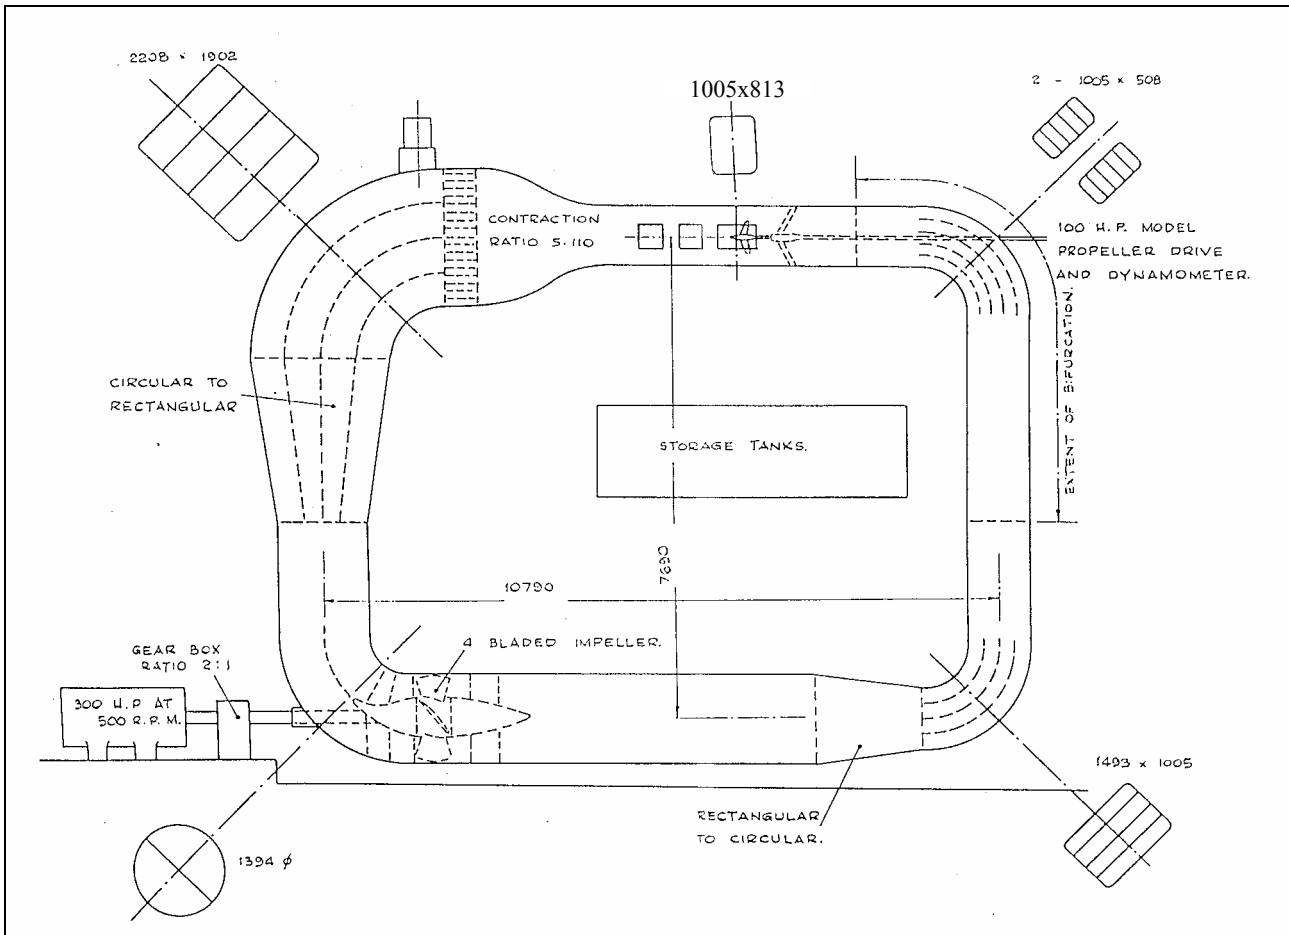 2208 x 1902
1005x813
2 - 1005 x 508
CONTRACTION
RATIO 5.110
100 H.P. MODEL
PROPELLER DRIVE
AND DYNAMOMETER.
EXTENT OF BIFURCATION.
CIRCULAR TO
RECTANGULAR
STORAGE TANKS.
7690
10790
4 BLADED IMPELLER.
GEAR BOX
RATIO 2:1
300 H.P AT
500 R.P.M.
1493 x 1005
RECTANGULAR
TO CIRCULAR.
1394 ϕ